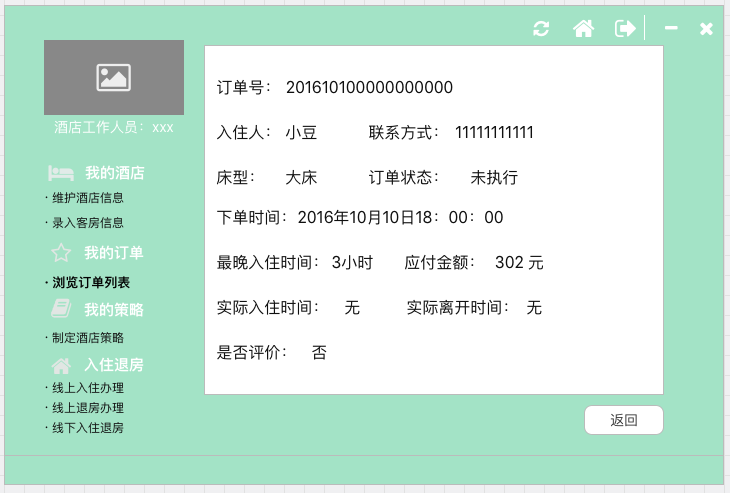 酒店工作人员：xxx
我的酒店
· 维护酒店信息
· 录入客房信息
我的订单
· 浏览订单列表
我的策略
· 制定酒店策略
入住退房
· 线上入住办理
· 线上退房办理
· 线下入住退房
订单号： 201610100000000000
入住人： 小豆 联系方式： 11111111111
床型： 大床 订单状态： 未执行
下单时间：2016年10月10日18：00：00
最晚入住时间： 3小时 应付金额： 302 元
实际入住时间： 无 实际离开时间： 无
是否评价： 否
返回